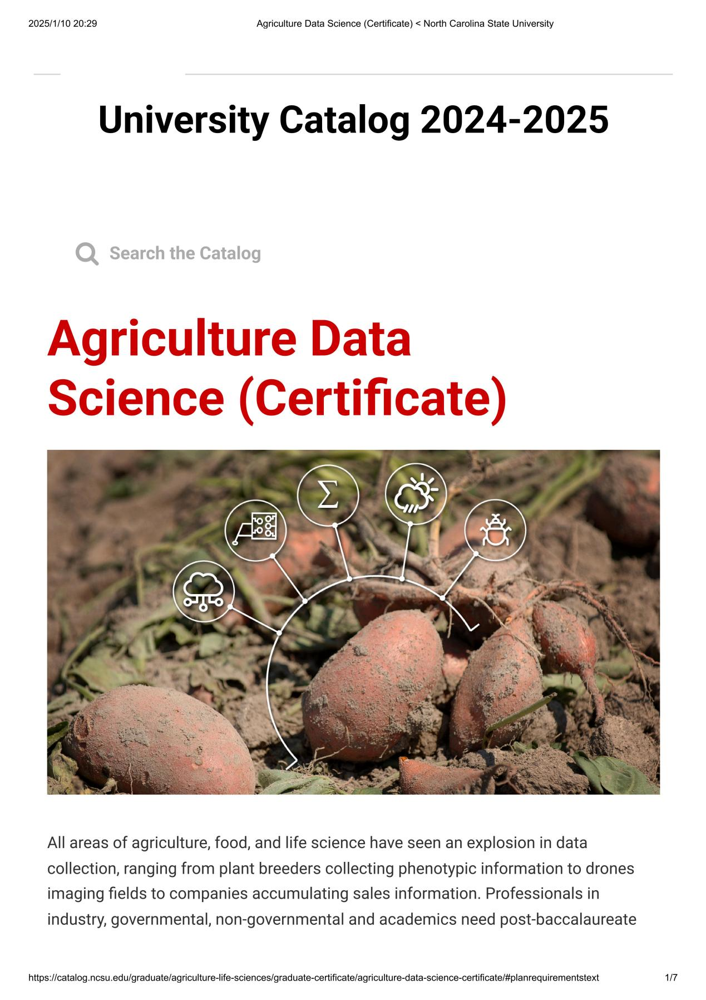 2025/1/10 20:29
Agriculture Data Science (Certificate) < North Carolina State University
University Catalog 2024-2025
Search the Catalog
Agriculture Data
Science (Certificate)
Σ
All areas of agriculture, food, and life science have seen an explosion in data
collection, ranging from plant breeders collecting phenotypic information to drones
imaging fields to companies accumulating sales information. Professionals in
industry, governmental, non-governmental and academics need post-baccalaureate
https://catalog.ncsu.edu/graduate/agriculture-life-sciences/graduate-certificate/agriculture-data-science-certificate/#planrequirementstext
1/7